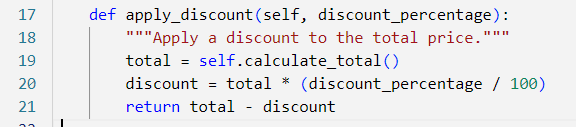 17 def apply_discount(self, discount_percentage):
18 """Apply a discount to the total price."""
19 total = self.calculate_total()
20 discount = total * (discount_percentage / 100)
21 return total - discount